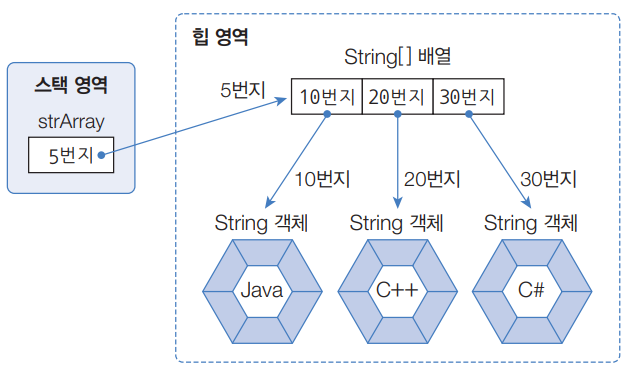 힙 영역
String[] 배열
스택 영역
strArray
5번지
5번지
10번지 20번지 30번지
10번지
20번지
30번지
String 객체
String 객체
String 객체
Java
C++
C#